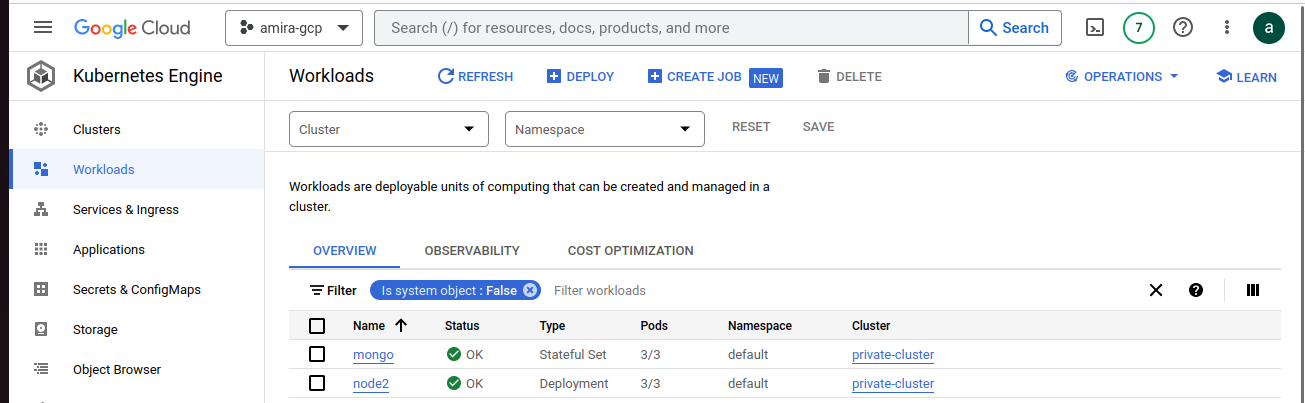 Google Cloud amira-gcp Search (/) for resources, docs, products, and more Search 7 a
Kubernetes Engine
Workloads REFRESH DEPLOY CREATE JOB NEW DELETE OPERATIONS LEARN
Clusters
Workloads
Services & Ingress
Applications
Secrets & ConfigMaps
Storage
Object Browser
Cluster Namespace RESET SAVE
Workloads are deployable units of computing that can be created and managed in a
cluster.
OVERVIEW OBSERVABILITY COST OPTIMIZATION
Filter Is system object : False Filter workloads
Name Status Type Pods Namespace Cluster
mongo OK Stateful Set 3/3 default private-cluster
node2 OK Deployment 3/3 default private-cluster